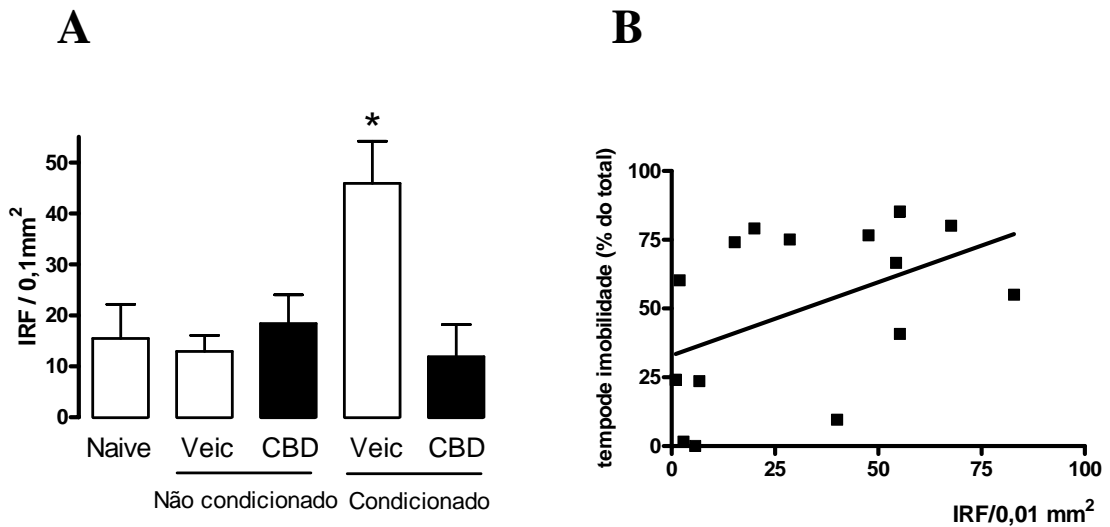 A
B
IRF / 0,1mm²
50
40
30
20
10
0
*
Naive
Veic
CBD
Veic
CBD
Não condicionado
Condicionado
tempode imobilidade (% do total)
100
75
50
25
0
0
25
50
75
100
IRF/0,01 mm²